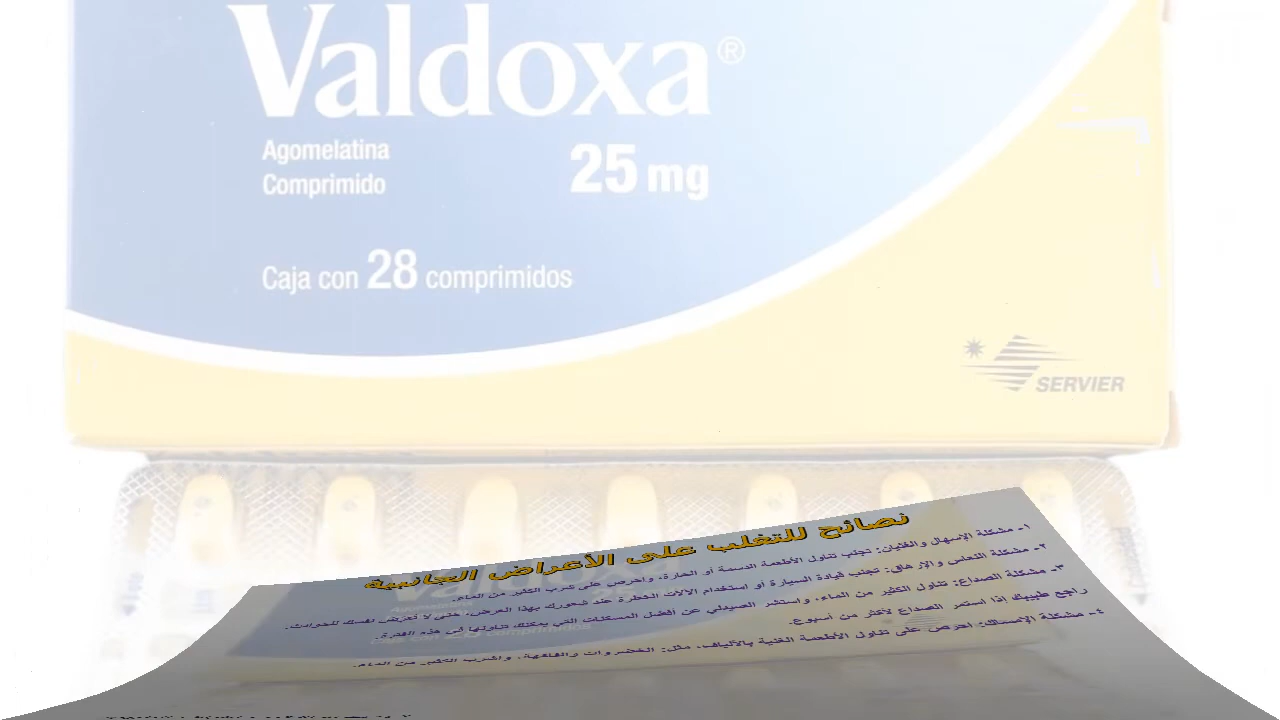 Valdoxa®
Agomelatina
Comprimido
25 mg
Caja con 28 comprimidos
SERVIER
نصائح للتغلب على الأعراض الجانبية
1- مشكلة الإسهال والغثيان: تجنب تناول الأطعمة الدسمة أو الحارة، واحرص على شرب الكثير من الماء.
2- مشكلة النعاس والإرهاق: تجنب قيادة السيارة أو استخدام الآلات الخطرة عند شعورك بهذا العرض، حتى لا تعرض نفسك للحوادث.
3- مشكلة الصداع: تناول الكثير من الماء، واستشر الصيدلي عن أفضل المسكنات التي يمكنك تناولها في هذه الفترة.
راجع طبيبك إذا استمر الصداع لأكثر من أسبوع.
4- مشكلة الإمساك: احرص على تناول الأطعمة الغنية بالألياف، مثل: الخضروات والفاكهة، واشرب الكثير من الماء.